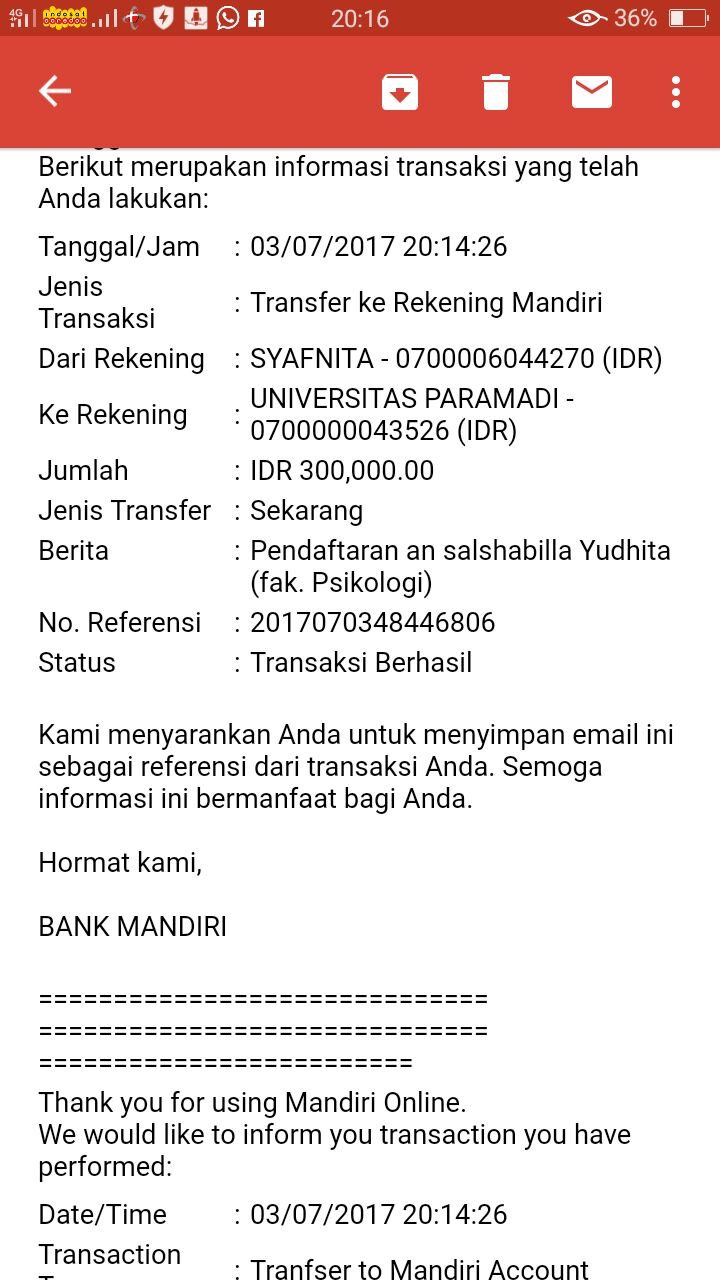 4G indosat ooredoo 20:16 36%
Berikut merupakan informasi transaksi yang telah
Anda lakukan:
Tanggal/Jam : 03/07/2017 20:14:26
Jenis
Transaksi : Transfer ke Rekening Mandiri
Dari Rekening : SYAFNITA - 0700006044270 (IDR)
Ke Rekening : UNIVERSITAS PARAMADI -
0700000043526 (IDR)
Jumlah : IDR 300,000.00
Jenis Transfer : Sekarang
Berita : Pendaftaran an salshabilla Yudhita
(fak. Psikologi)
No. Referensi : 2017070348446806
Status : Transaksi Berhasil
Kami menyarankan Anda untuk menyimpan email ini
sebagai referensi dari transaksi Anda. Semoga
informasi ini bermanfaat bagi Anda.
Hormat kami,
BANK MANDIRI
==============================
==============================
=========================
Thank you for using Mandiri Online.
We would like to inform you transaction you have
performed:
Date/Time : 03/07/2017 20:14:26
Transaction
: Tranfser to Mandiri Account